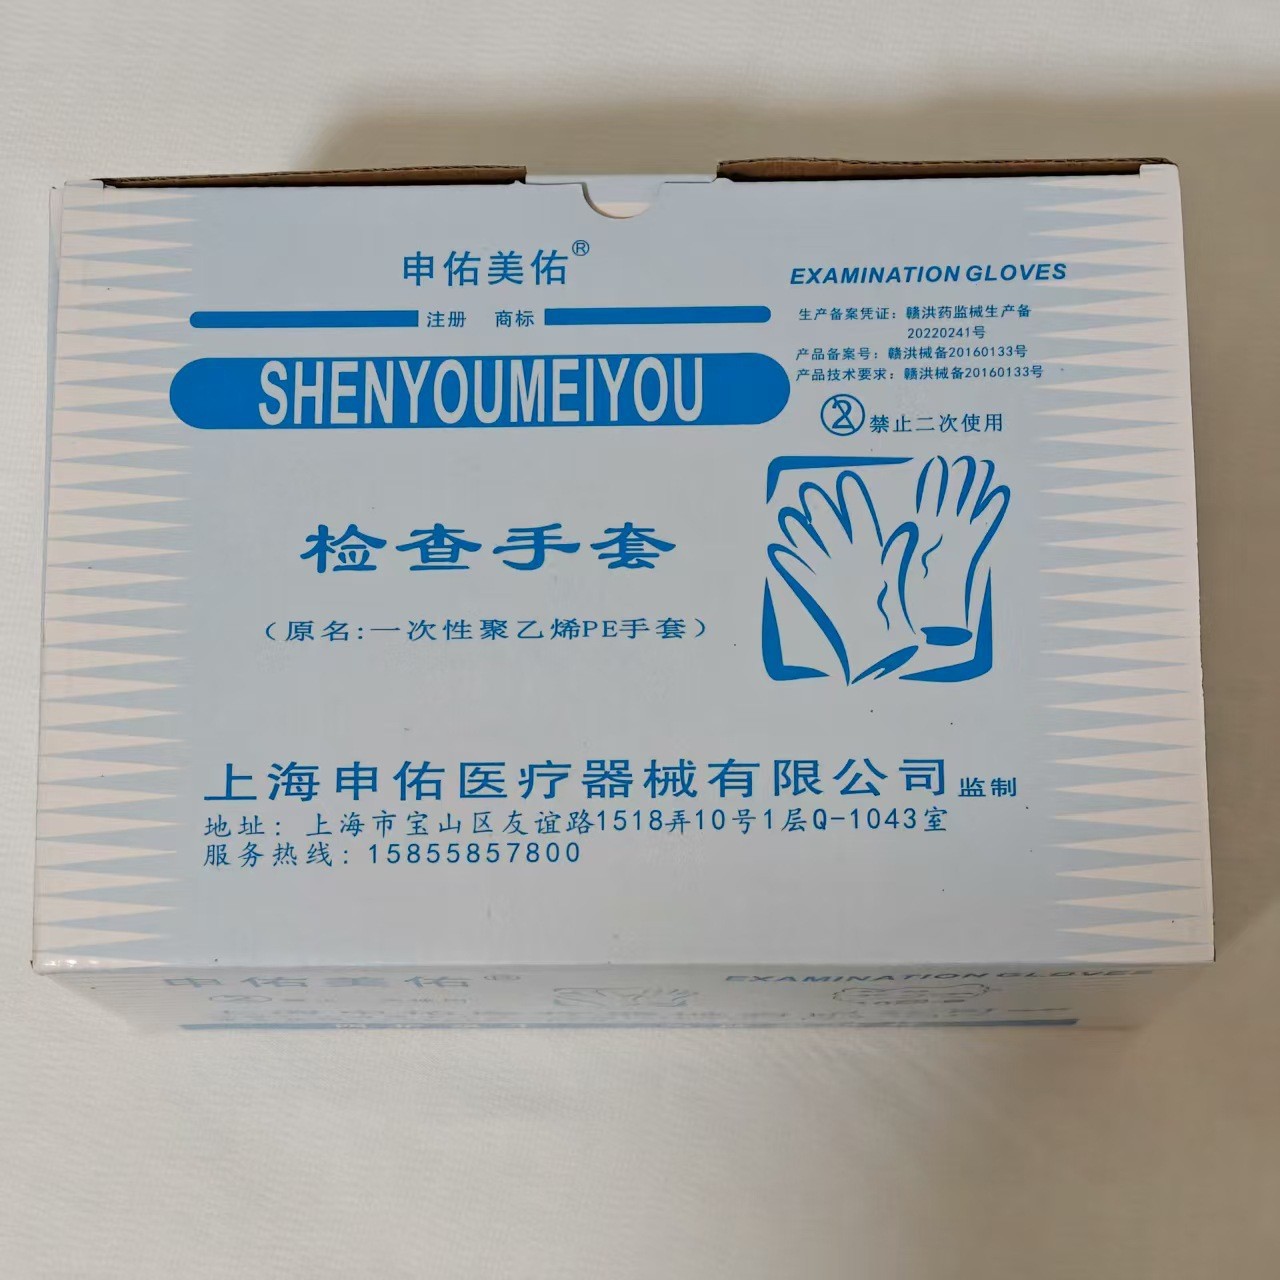 申佑美佑®
注册 商标
SHENYOUMEIYOU
EXAMINATION GLOVES
生产备案凭证：赣洪药监械生产备
20220241号
产品备案号：赣洪械备20160133号
产品技术要求：赣洪械备20160133号
2 禁止二次使用
检查手套
（原名:一次性聚乙烯PE手套）
上海申佑医疗器械有限公司 监制
地址：上海市宝山区友谊路1518弄10号1层Q-1043室
服务热线：15855857800
申佑美佑®
EXAMINATION GLOVES